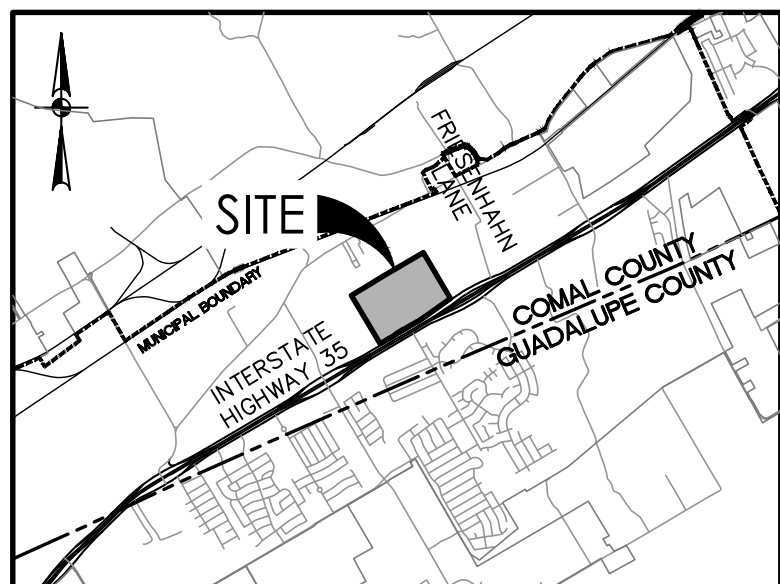 FRIESENHAHN
LANE
SITE
MUNICIPAL BOUNDARY
COMAL COUNTY
GUADALUPE COUNTY
INTERSTATE
HIGHWAY 35